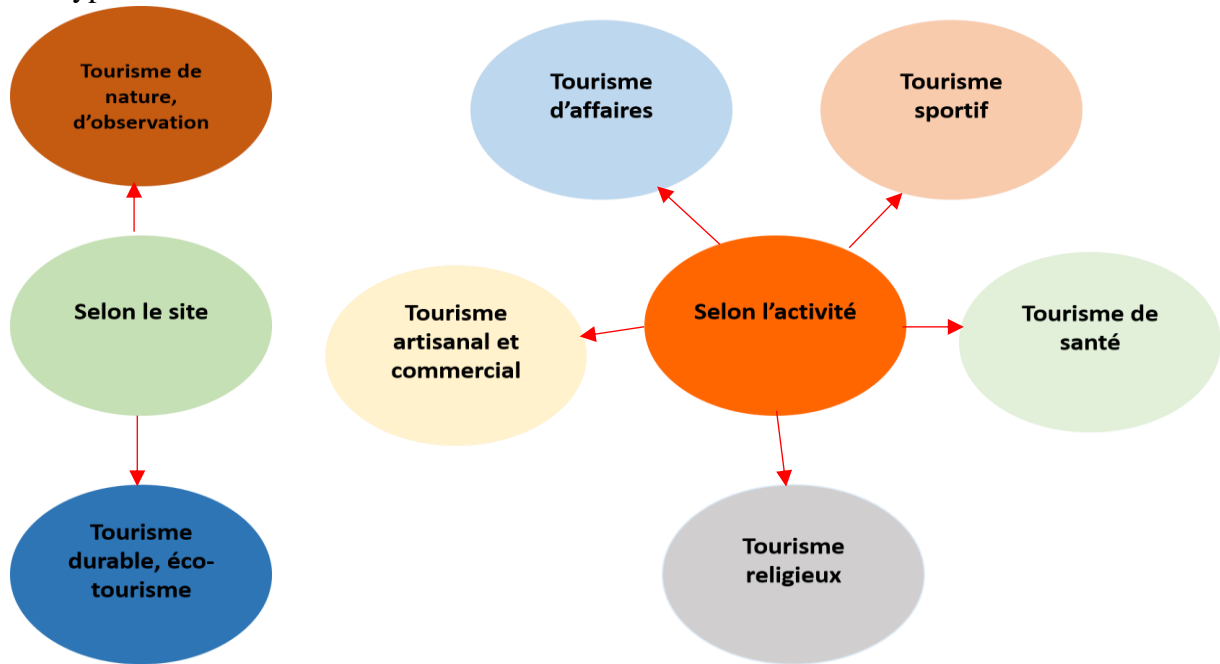 Tourisme de
nature,
d’observation
Selon le site
Tourisme
durable, éco-
tourisme
Tourisme
d’affaires
Tourisme
sportif
Tourisme
artisanal et
commercial
Selon l’activité
Tourisme de
santé
Tourisme
religieux